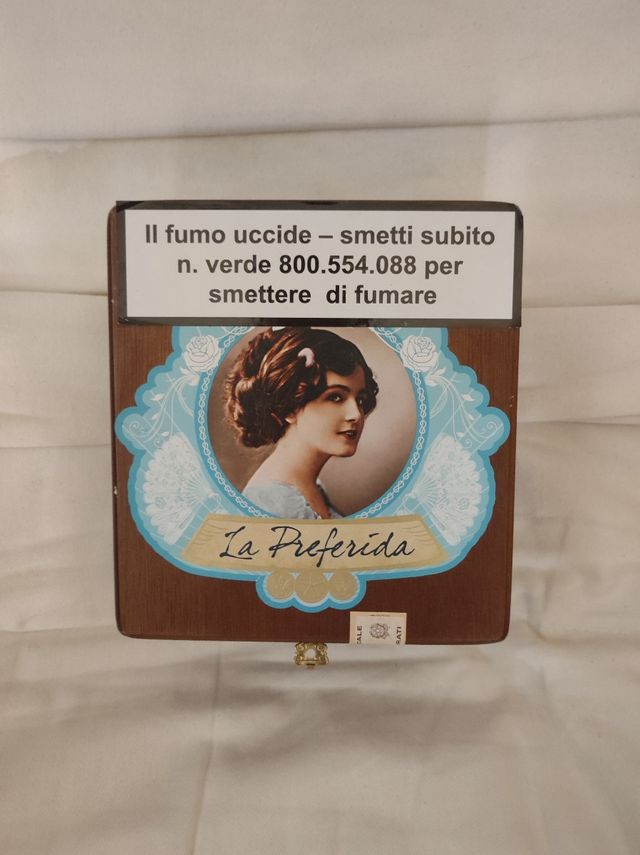 Il fumo uccide – smetti subito
n. verde 800.554.088 per
smettere di fumare
La Preferida